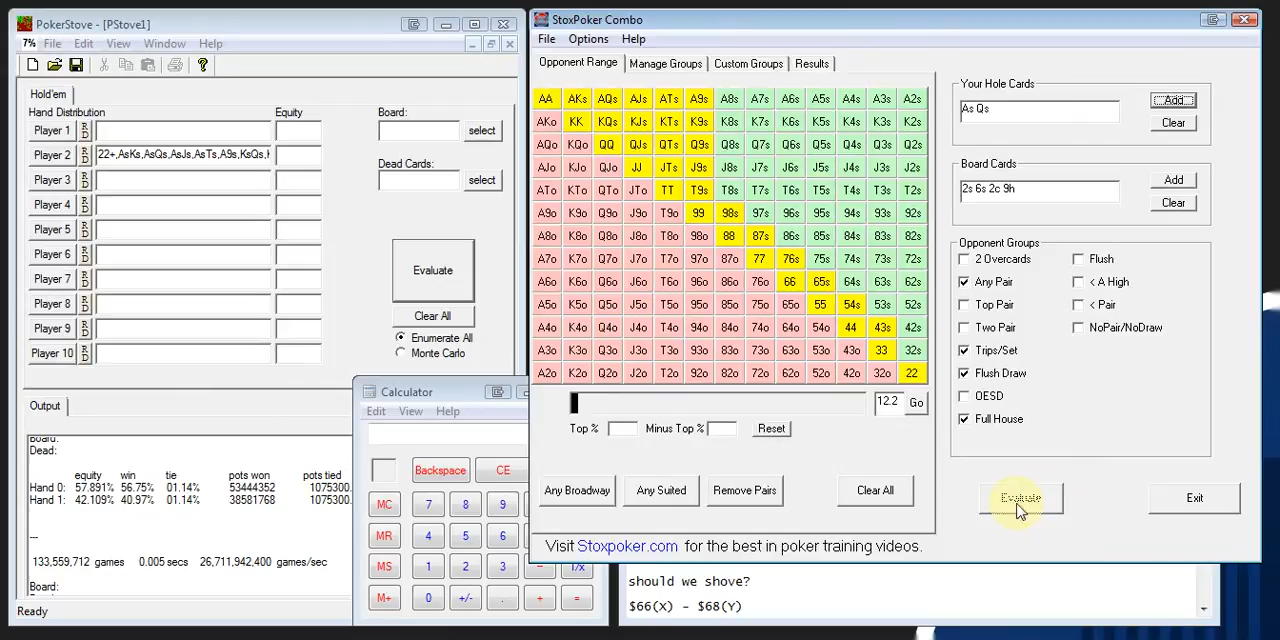 PokerStove - [PStove1]
7% File Edit View Window Help
Hold'em
Hand Distribution Equity Board:
Player 1 R D select
Player 2 R D 22+,AsKs,AsQs,AsJs,AsTs,A9s,KsQs,
Dead Cards:
Player 3 R D select
Player 4 R D
Player 5 R D
Player 6 R D
Player 7 R D
Player 8 R D
Player 9 R D
Player 10 R D
Evaluate
Clear All
Enumerate All
Monte Carlo
Output
Board:
Dead:
equity win tie pots won pots tied
Hand 0: 57.891% 56.75% 01.14% 53444352 1075300.
Hand 1: 42.109% 40.97% 01.14% 38581768 1075300.
---
133,559,712 games 0.005 secs 26,711,942,400 games/sec
Board:
Ready
Calculator
Edit View Help
Backspace CE
MC 7 8 9
MR 4 5 6
MS 1 2 3 - 1/x
M+ 0 +/- . + =
StoxPoker Combo
File Options Help
Opponent Range Manage Groups Custom Groups Results
AA AKs AQs AJs ATs A9s A8s A7s A6s A5s A4s A3s A2s
AKo KK KQs KJs KTs K9s K8s K7s K6s K5s K4s K3s K2s
AQo KQo QQ QJs QTs Q9s Q8s Q7s Q6s Q5s Q4s Q3s Q2s
AJo KJo QJo JJ JTs J9s J8s J7s J6s J5s J4s J3s J2s
ATo KTo QTo JTo TT T9s T8s T7s T6s T5s T4s T3s T2s
A9o K9o Q9o J9o T9o 99 98s 97s 96s 95s 94s 93s 92s
A8o K8o Q8o J8o T8o 98o 88 87s 86s 85s 84s 83s 82s
A7o K7o Q7o J7o T7o 97o 87o 77 76s 75s 74s 73s 72s
A6o K6o Q6o J6o T6o 96o 86o 76o 66 65s 64s 63s 62s
A5o K5o Q5o J5o T5o 95o 85o 75o 65o 55 54s 53s 52s
A4o K4o Q4o J4o T4o 94o 84o 74o 64o 54o 44 43s 42s
A3o K3o Q3o J3o T3o 93o 83o 73o 63o 53o 43o 33 32s
A2o K2o Q2o J2o T2o 92o 82o 72o 62o 52o 42o 32o 22
12.2 Go
Top % Minus Top % Reset
Any Broadway Any Suited Remove Pairs Clear All
Visit Stoxpoker.com for the best in poker training videos.
Your Hole Cards
As Qs Add
Clear
Board Cards
2s 6s 2c 9h Add
Clear
Opponent Groups
2 Overcards Flush
Any Pair < A High
Top Pair < Pair
Two Pair NoPair/NoDraw
Trips/Set
Flush Draw
OESD
Full House
Evaluate Exit
should we shove?
$66(X) - $68(Y)